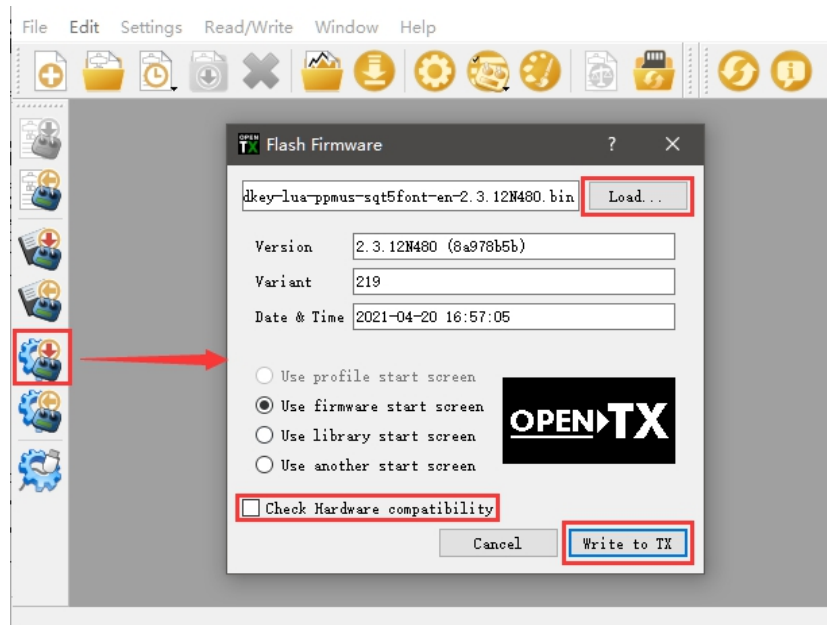 File Edit Settings Read/Write Window Help
OPEN TX Flash Firmware ? ×
dkey-lua-ppmus-sqt5font-en-2.3.12N480.bin Load...
Version 2.3.12N480 (8a978b5b)
Variant 219
Date & Time 2021-04-20 16:57:05
Use profile start screen
Use firmware start screen
Use library start screen
Use another start screen
OPEN TX
Check Hardware compatibility
Cancel Write to TX